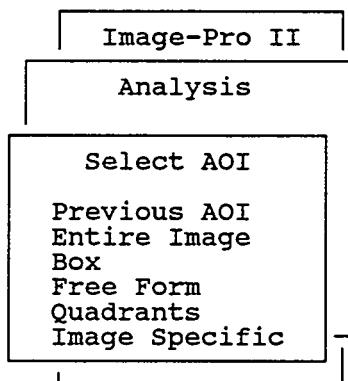 Image-Pro II
Analysis
Select AOI
Previous AOI
Entire Image
Box
Free Form
Quadrants
Image Specific